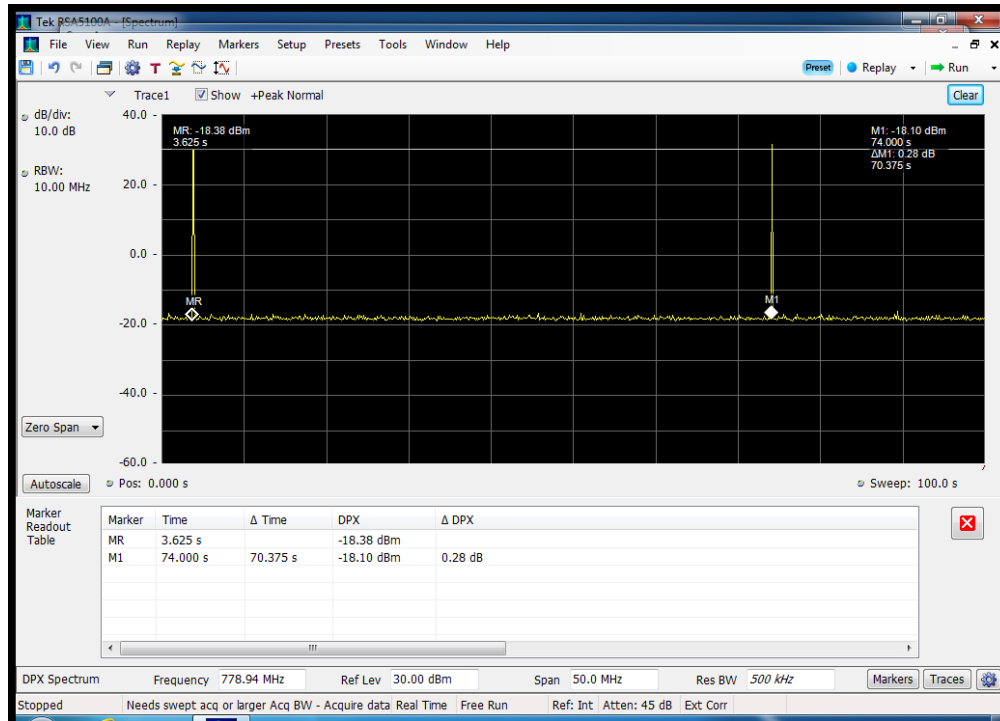 Tek RSA5100A - [Spectrum]
File View Run Replay Markers Setup Presets Tools Window Help
T Preset Replay Run
Trace1 Show +Peak Normal Clear
dB/div:
10.0 dB
RBW:
10.00 MHz
40.0
20.0
0.0
-20.0
-40.0
-60.0
MR: -18.38 dBm
3.625 s
M1: -18.10 dBm
74.000 s
ΔM1: 0.28 dB
70.375 s
MR
M1
Zero Span
Autoscale Pos: 0.000 s Sweep: 100.0 s
Marker
Readout
Table
Marker Time Δ Time DPX Δ DPX
MR 3.625 s -18.38 dBm
M1 74.000 s 70.375 s -18.10 dBm 0.28 dB
DPX Spectrum Frequency 778.94 MHz Ref Lev 30.00 dBm Span 50.0 MHz Res BW 500 kHz Markers Traces
Stopped Needs swept acq or larger Acq BW - Acquire data Real Time Free Run Ref: Int Atten: 45 dB Ext Corr